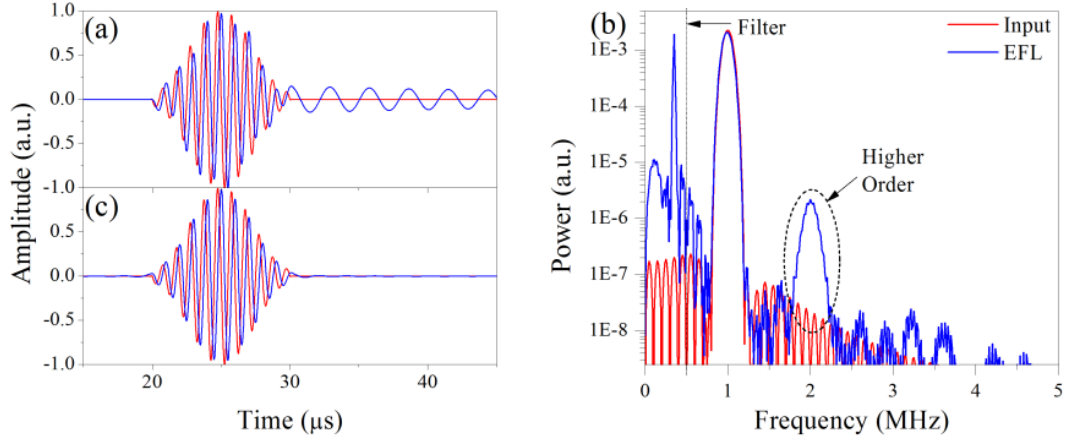 (a)
1.0
0.5
0.0
-0.5
-1.0
(c)
1.0
0.5
0.0
-0.5
-1.0
20
30
40
Amplitude (a.u.)
Time (µs)
(b)
Filter
Input
EFL
Higher
Order
1E-3
1E-4
1E-5
1E-6
1E-7
1E-8
0
1
2
3
4
5
Power (a.u.)
Frequency (MHz)